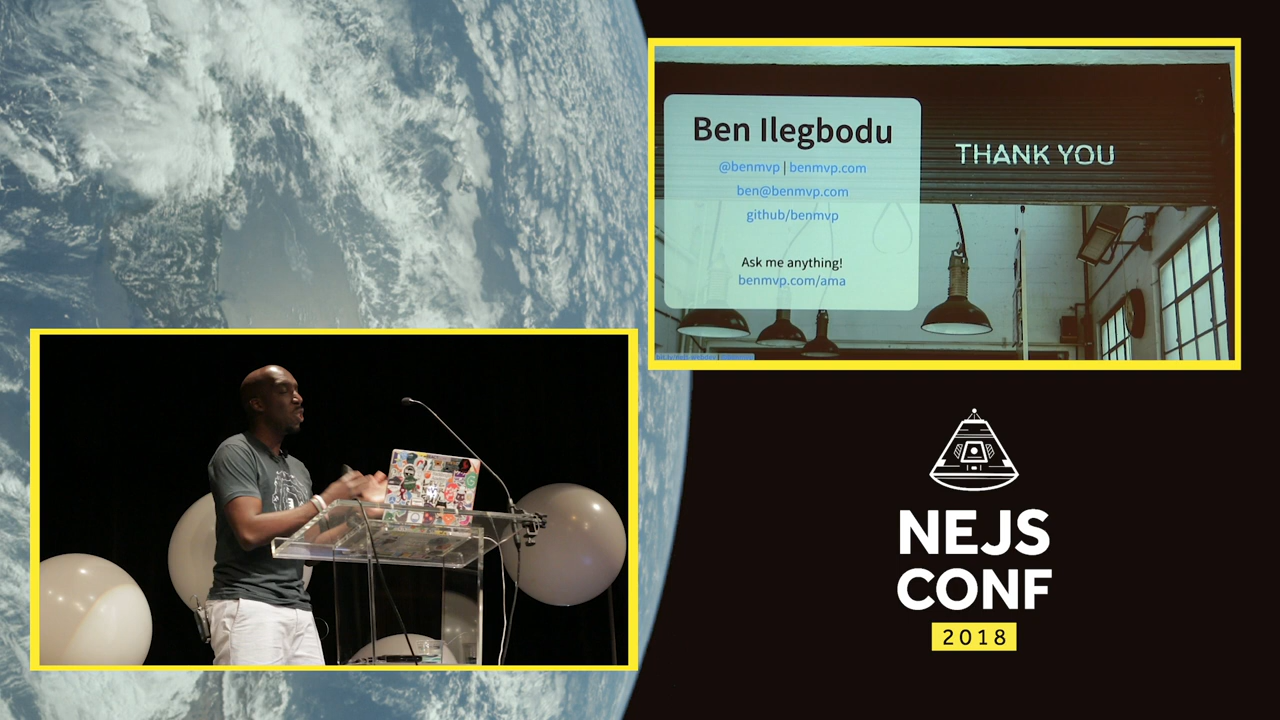 Ben Ilegbodu
@benmvp | benmvp.com
ben@benmvp.com
github/benmvp
Ask me anything!
benmvp.com/ama
THANK YOU
NEJS
CONF
2018